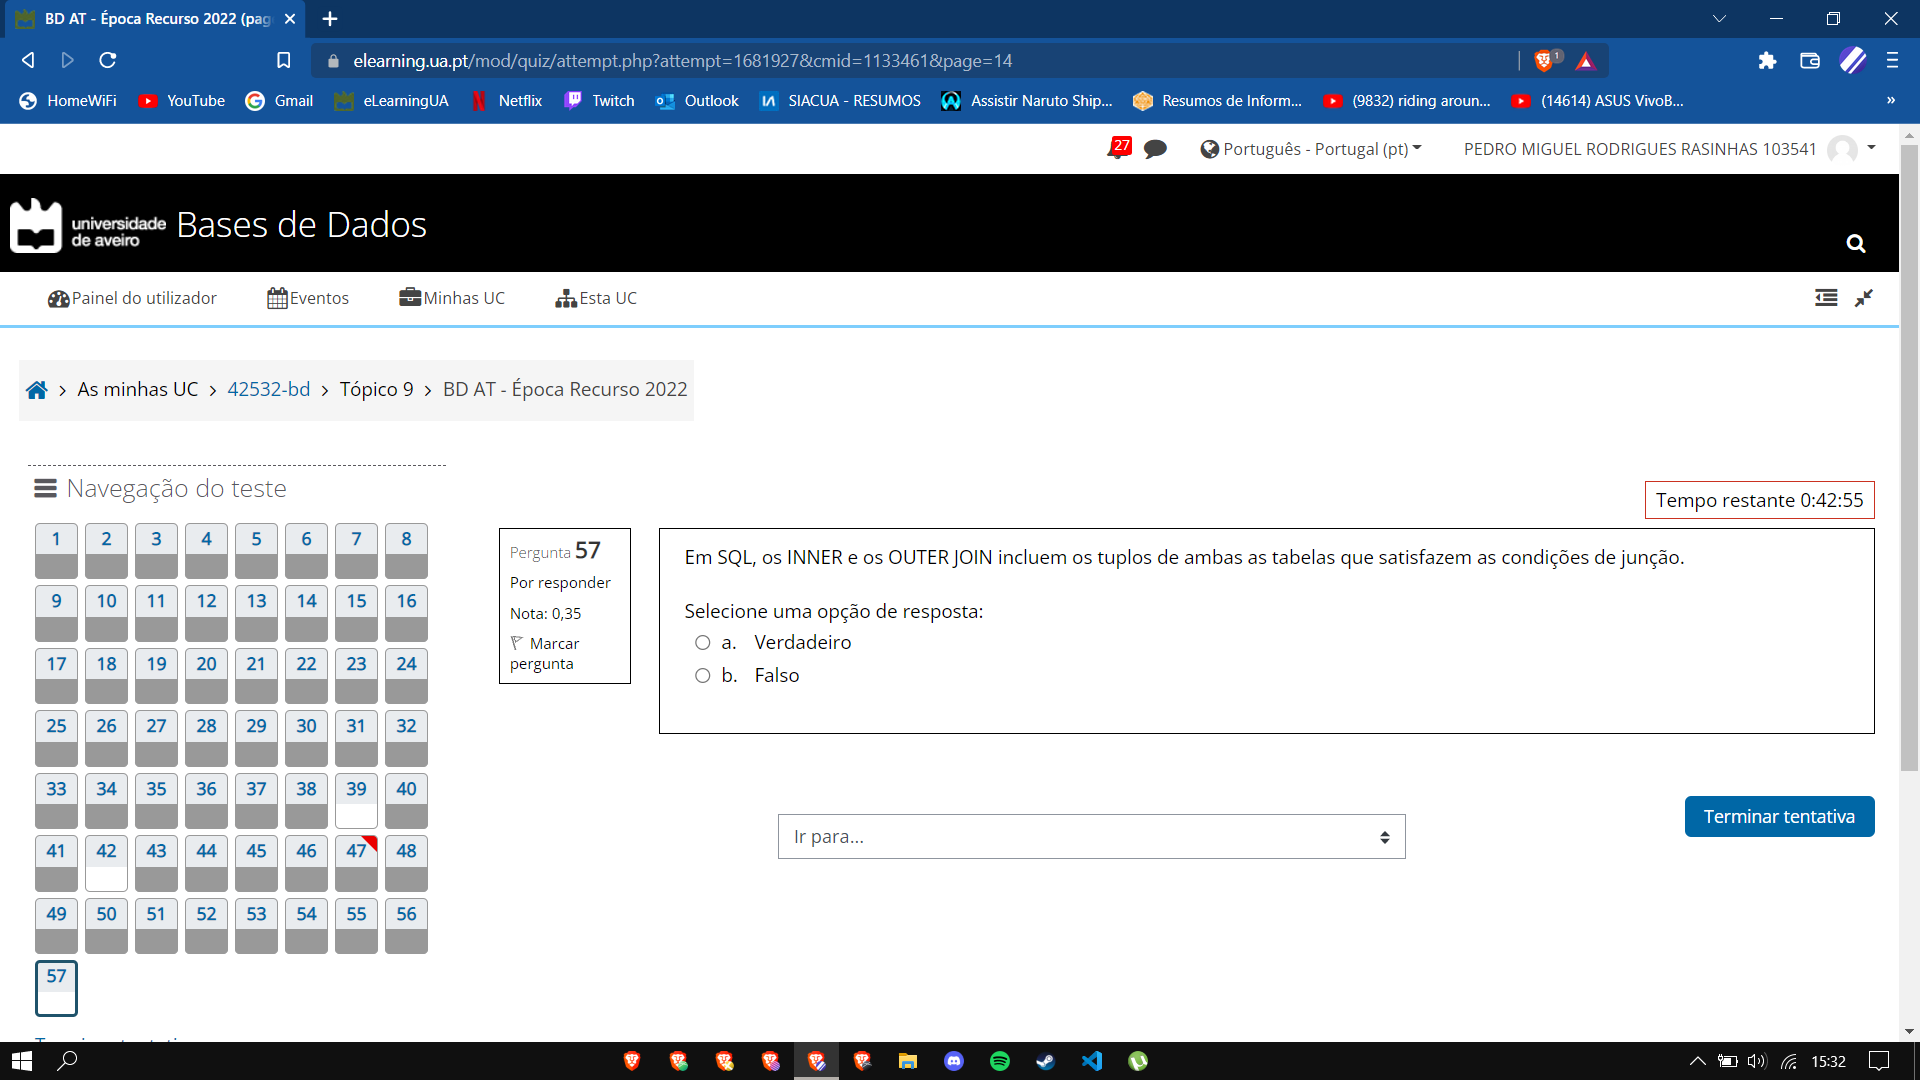 BD AT - Época Recurso 2022 (pag
elearning.ua.pt/mod/quiz/attempt.php?attempt=1681927&cmid=1133461&page=14
1
HomeWiFi YouTube Gmail eLearningUA Netflix Twitch Outlook SIACUA - RESUMOS Assistir Naruto Ship... Resumos de Inform... (9832) riding aroun... (14614) ASUS VivoB... »
27 Português - Portugal (pt) PEDRO MIGUEL RODRIGUES RASINHAS 103541
universidade
de aveiro
Bases de Dados
Painel do utilizador Eventos Minhas UC Esta UC
As minhas UC > 42532-bd > Tópico 9 > BD AT - Época Recurso 2022
Navegação do teste
1 2 3 4 5 6 7 8
9 10 11 12 13 14 15 16
17 18 19 20 21 22 23 24
25 26 27 28 29 30 31 32
33 34 35 36 37 38 39 40
41 42 43 44 45 46 47 48
49 50 51 52 53 54 55 56
57
Tempo restante 0:42:55
Pergunta 57
Por responder
Nota: 0,35
Marcar
pergunta
Em SQL, os INNER e os OUTER JOIN incluem os tuplos de ambas as tabelas que satisfazem as condições de junção.
Selecione uma opção de resposta:
a. Verdadeiro
b. Falso
Ir para...
Terminar tentativa
15:32